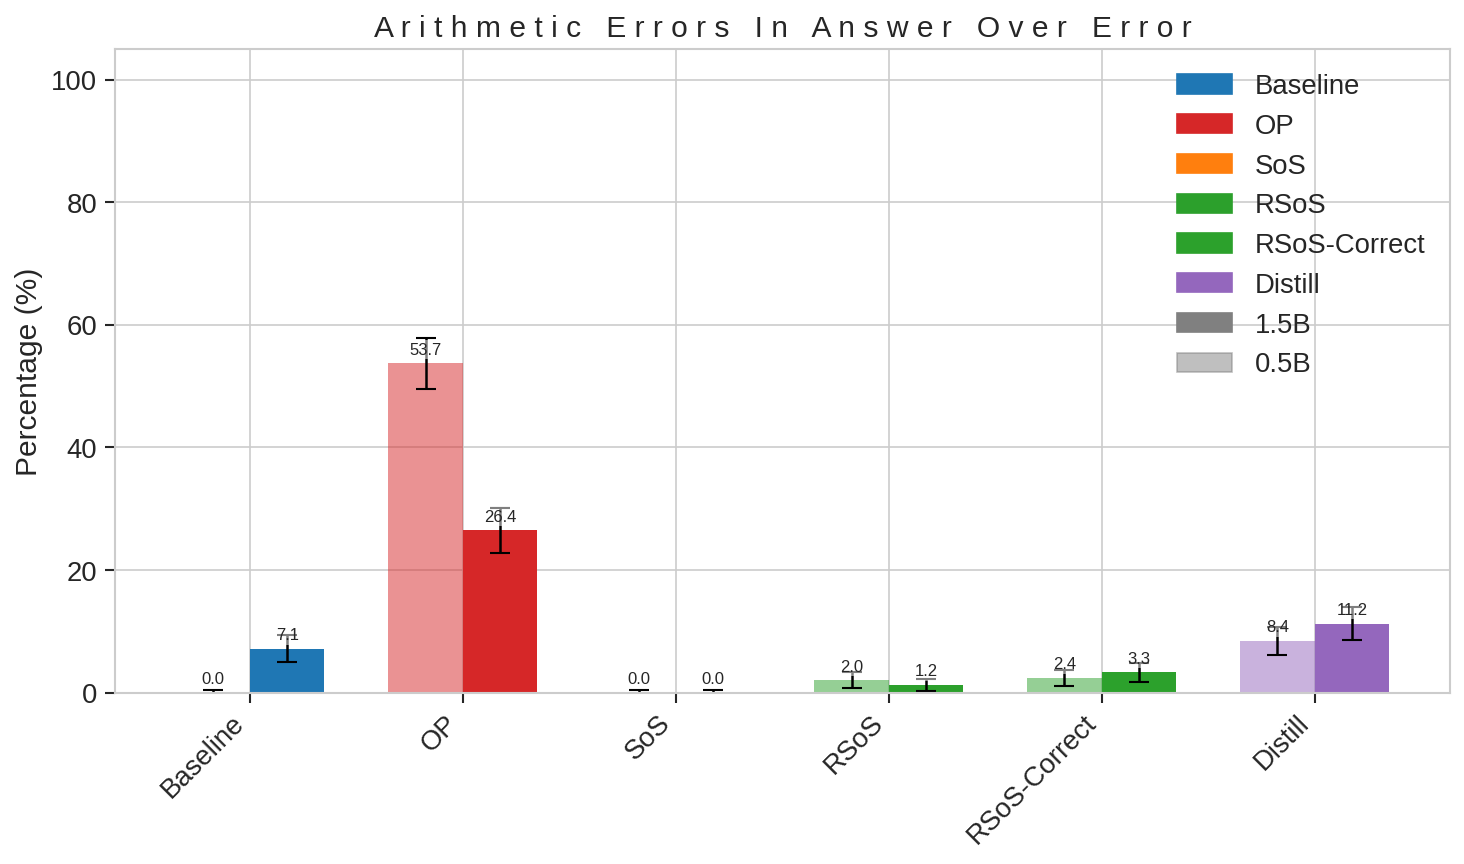 Arithmetic Errors In Answer Over Error
Percentage (%)
100
80
60
40
20
0
Baseline
OP
SoS
RSoS
RSoS-Correct
Distill
1.5B
0.5B
0.0
7.1
53.7
26.4
0.0
0.0
2.0
1.2
2.4
3.3
8.4
11.2
Baseline
OP
SoS
RSoS
RSoS-Correct
Distill